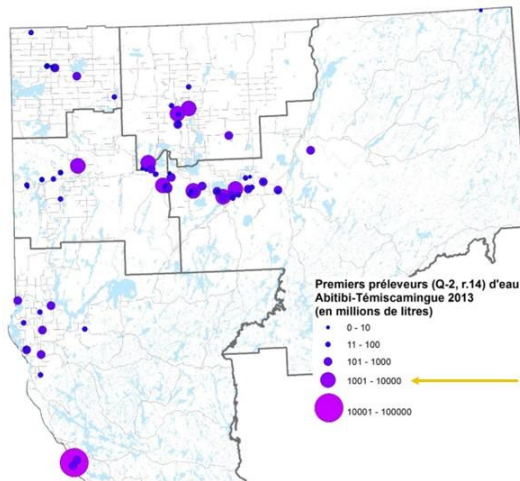 Premiers préleveurs (Q-2, r.14) d'eau
Abitibi-Témiscamingue 2013
(en millions de litres)
0 - 10
11 - 100
101 - 1000
1001 - 10000
10001 - 100000